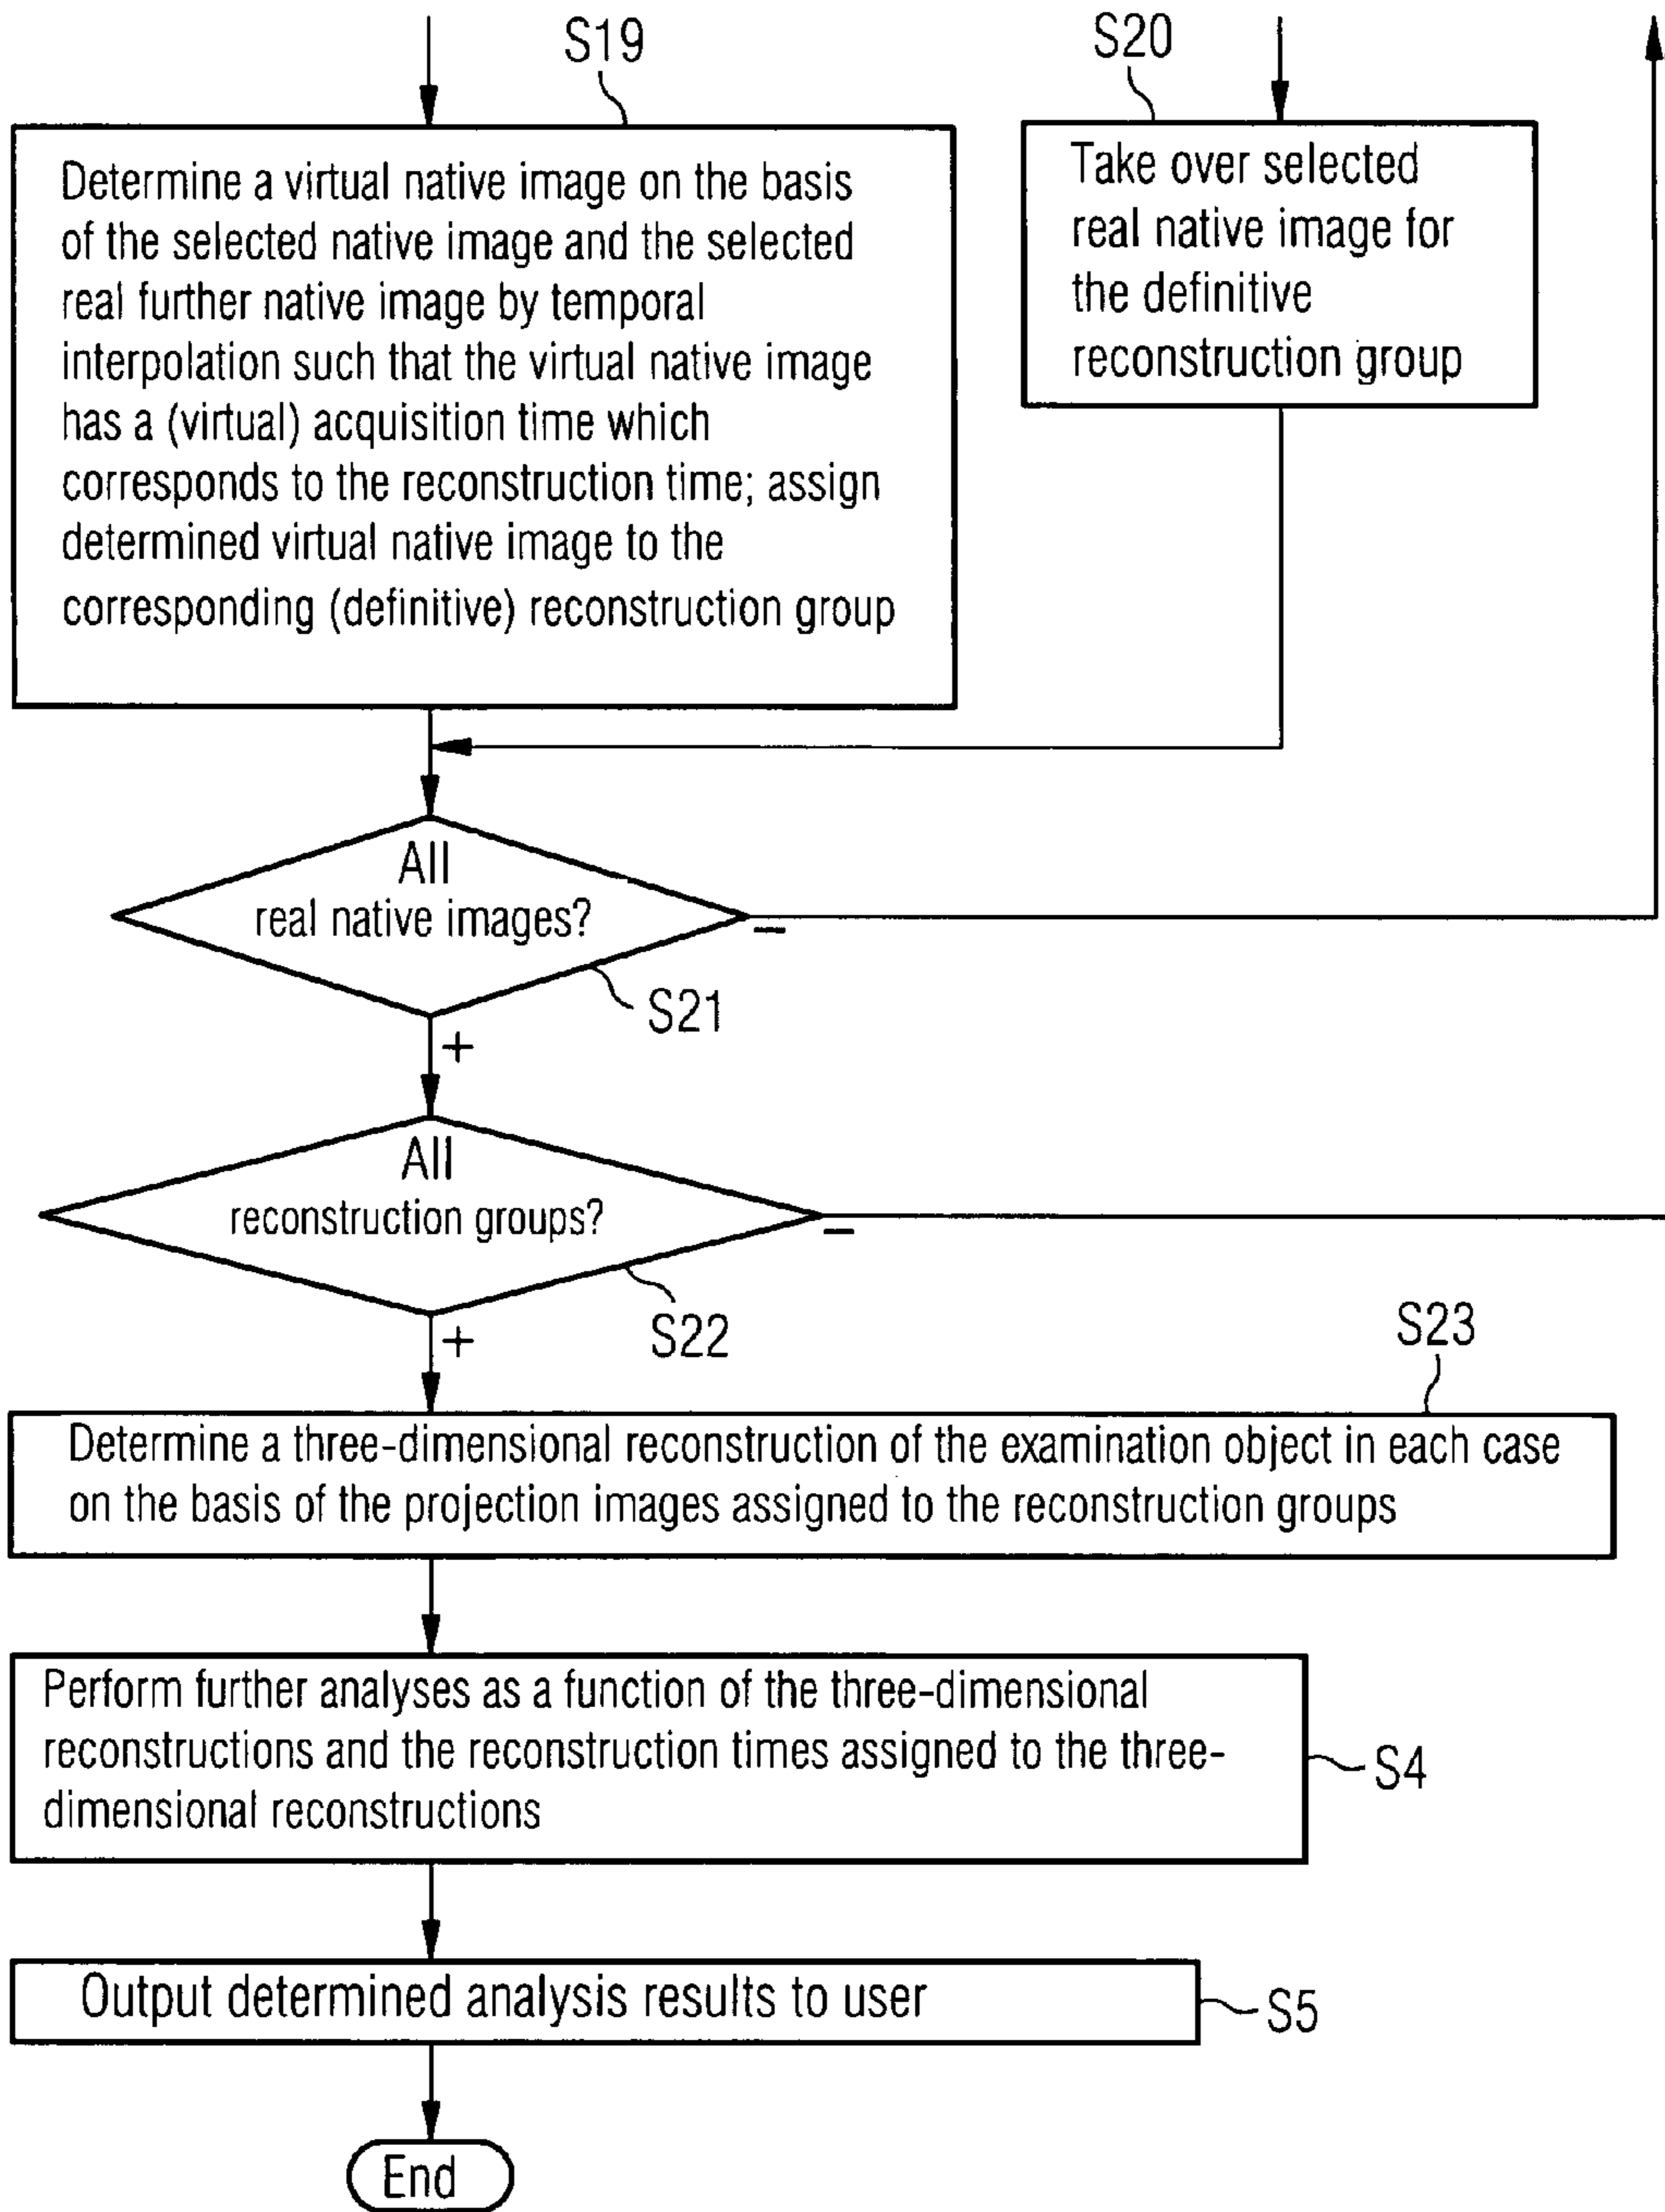 S19
Determine a virtual native image on the basis
of the selected native image and the selected
real further native image by temporal
interpolation such that the virtual native image
has a (virtual) acquisition time which
corresponds to the reconstruction time; assign
determined virtual native image to the
corresponding (definitive) reconstruction group
S20
Take over selected
real native image for
the definitive
reconstruction group
All
real native images?
–
S21
+
All
reconstruction groups?
–
S22
+
S23
Determine a three-dimensional reconstruction of the examination object in each case
on the basis of the projection images assigned to the reconstruction groups
Perform further analyses as a function of the three-dimensional
reconstructions and the reconstruction times assigned to the three-
dimensional reconstructions
S4
Output determined analysis results to user
S5
End